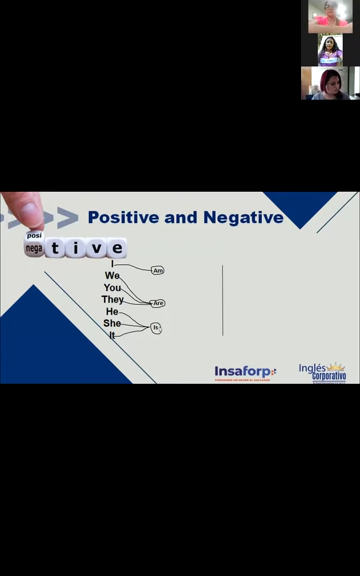 Positive and Negative
posi
nega t i v e
I
Am
We
You
They
Are
He
She
Is
It
Insaforp
Inglés
Corporativo